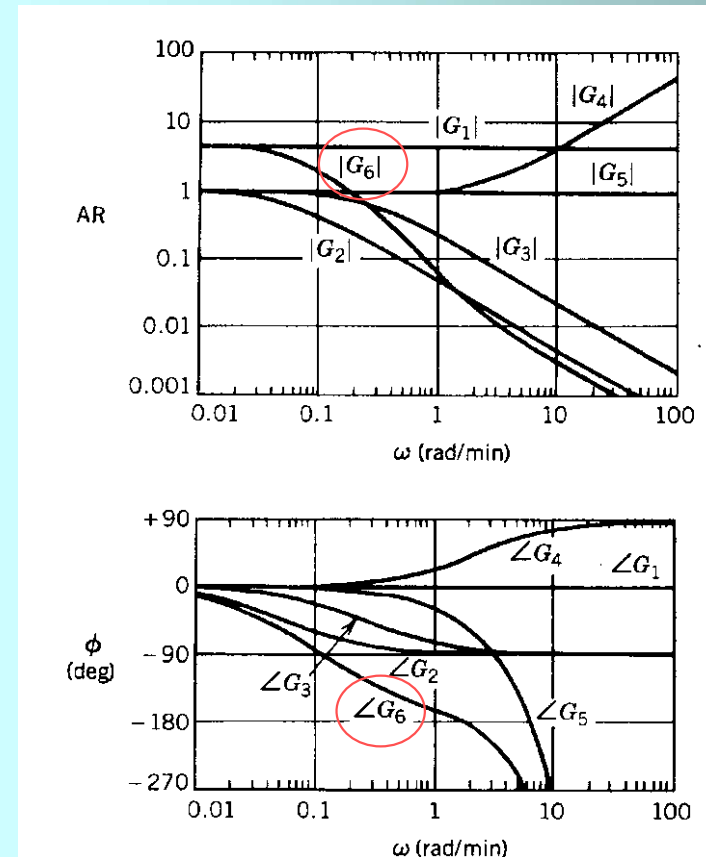 100
|G₄|
10
|G₁|
|G₆|
|G₅|
1
AR
|G₂|
|G₃|
0.1
0.01
0.001
0.01 0.1 1 10 100
ω (rad/min)
+90
∠G₄ ∠G₁
0
ϕ
(deg)
−90
∠G₂
∠G₃
∠G₆ ∠G₅
−180
−270
0.01 0.1 1 10 100
ω (rad/min)